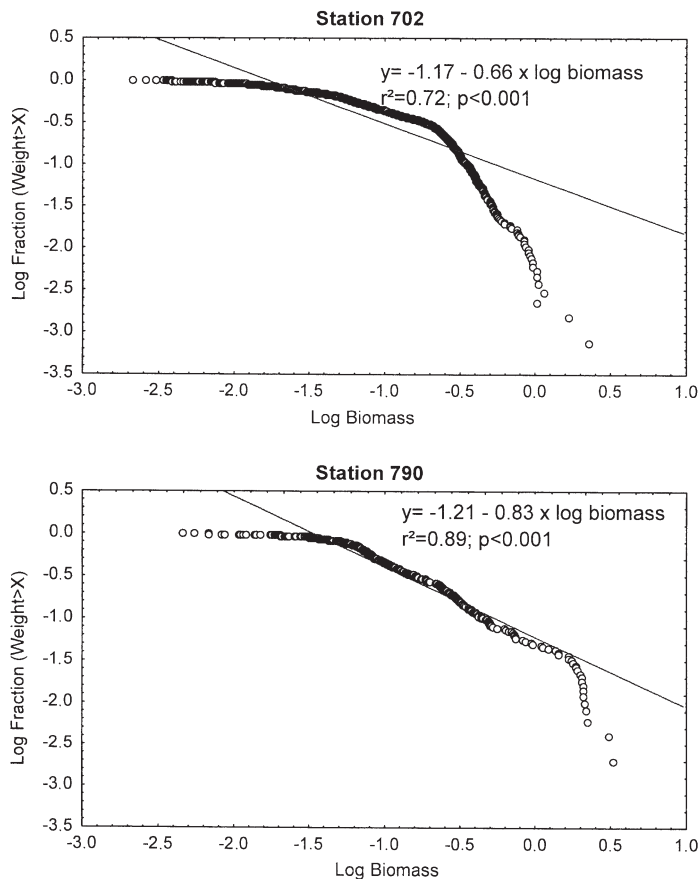 Station 702
0.5
0.0
-0.5
-1.0
-1.5
-2.0
-2.5
-3.0
-3.5
Log Fraction (Weight>X)
y= -1.17 - 0.66 x log biomass
r²=0.72; p<0.001
-3.0 -2.5 -2.0 -1.5 -1.0 -0.5 0.0 0.5 1.0
Log Biomass
Station 790
0.5
0.0
-0.5
-1.0
-1.5
-2.0
-2.5
-3.0
-3.5
Log Fraction (Weight>X)
y= -1.21 - 0.83 x log biomass
r²=0.89; p<0.001
-3.0 -2.5 -2.0 -1.5 -1.0 -0.5 0.0 0.5 1.0
Log Biomass